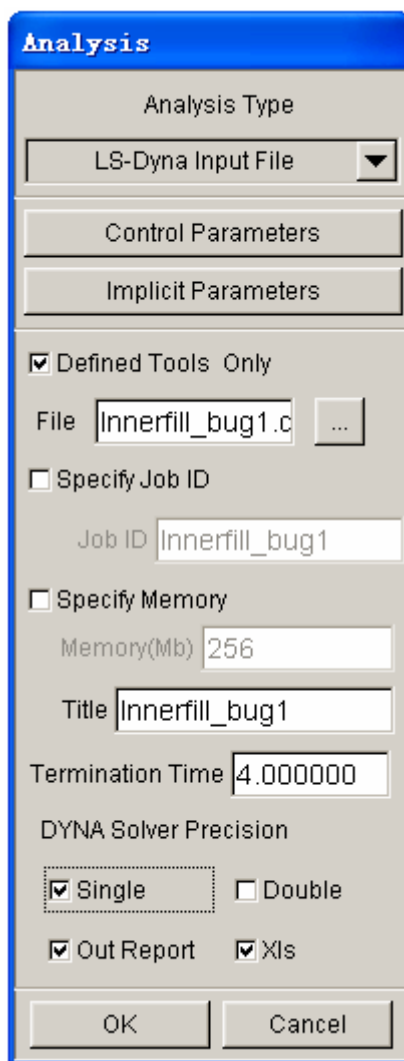 Analysis
Analysis Type
LS-Dyna Input File
Control Parameters
Implicit Parameters
Defined Tools Only
File Innerfill_bug1.c ...
Specify Job ID
Job ID Innerfill_bug1
Specify Memory
Memory(Mb) 256
Title Innerfill_bug1
Termination Time 4.000000
DYNA Solver Precision
Single Double
Out Report Xls
OK Cancel